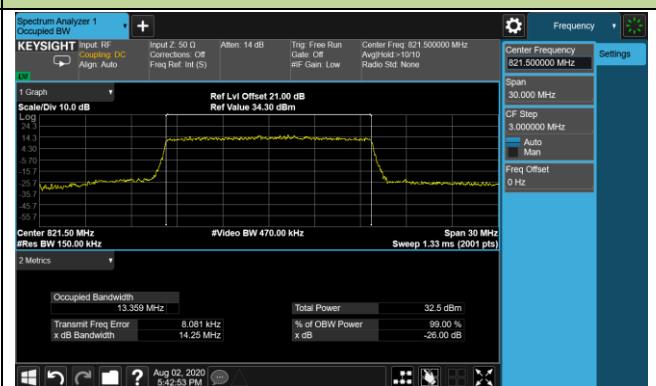 Spectrum Analyzer 1
Occupied BW
Frequency
KEYSIGHT
Input: RF
Coupling: DC
Align: Auto
Input Z: 50 Ω
Corrections: Off
Freq Ref: Int (S)
Atten: 14 dB
Trig: Free Run
Gate: Off
#IF Gain: Low
Center Freq: 821.500000 MHz
Avg|Hold:>10/10
Radio Std: None
LXI
Center Frequency
821.500000 MHz
Settings
Span
30.000 MHz
CF Step
3.000000 MHz
Auto
Man
Freq Offset
0 Hz
1 Graph
Scale/Div 10.0 dB
Ref Lvl Offset 21.00 dB
Ref Value 34.30 dBm
Log
24.3
14.3
4.30
-5.70
-15.7
-25.7
-35.7
-45.7
-55.7
Center 821.50 MHz
#Res BW 150.00 kHz
#Video BW 470.00 kHz
Span 30 MHz
Sweep 1.33 ms (2001 pts)
2 Metrics
Occupied Bandwidth
13.359 MHz
Total Power 32.5 dBm
Transmit Freq Error 8.081 kHz
% of OBW Power 99.00 %
x dB Bandwidth 14.25 MHz
x dB -26.00 dB
?
Aug 02, 2020
5:42:53 PM